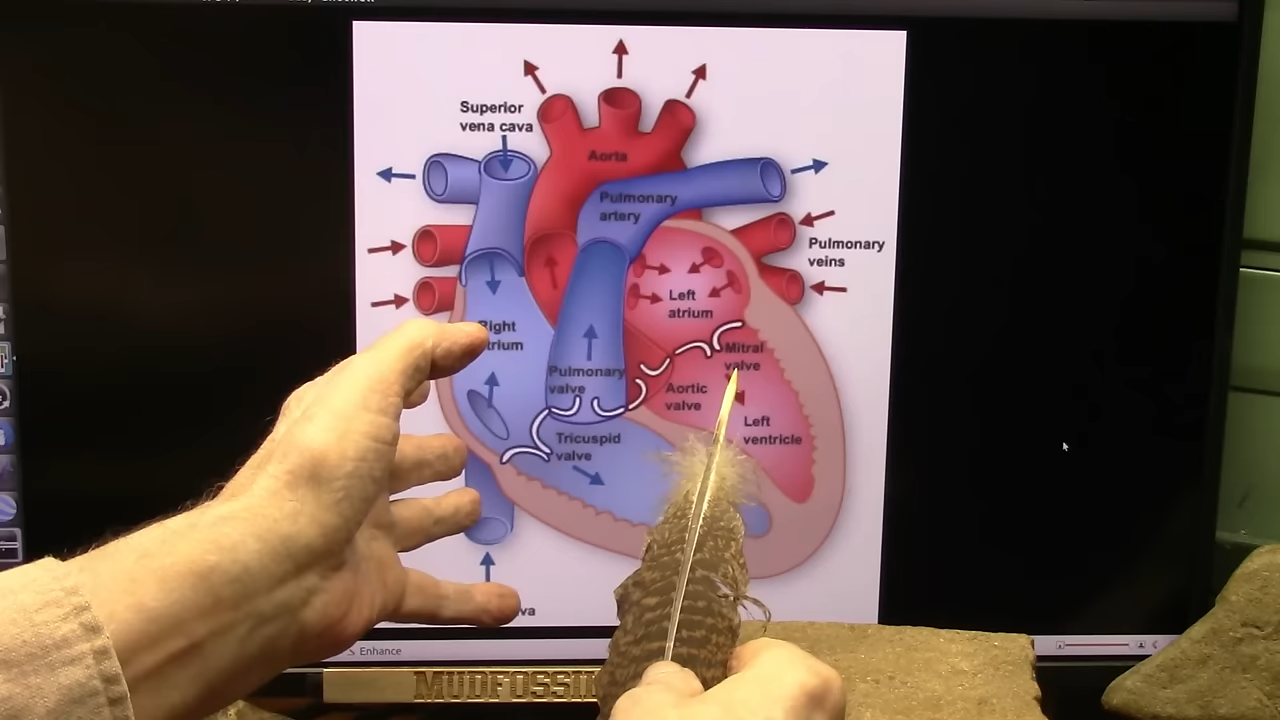 Superior
vena cava
Aorta
Pulmonary
artery
Pulmonary
veins
Left
atrium
Right
Mitral
valve
Pulmonary
valve
Aortic
valve
Left
ventricle
Tricuspid
valve
Enhance